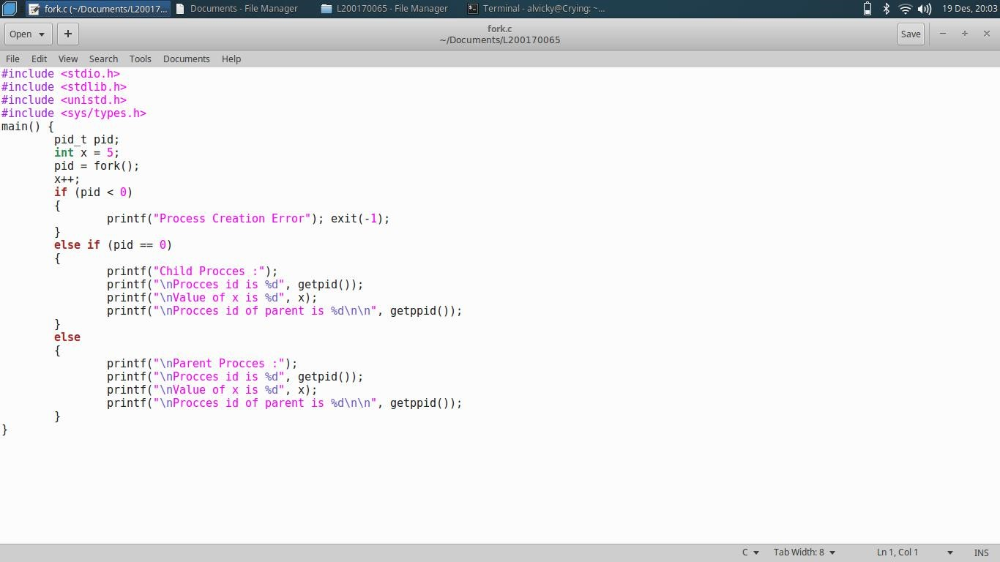 fork.c (~/Documents/L20017... Documents - File Manager L200170065 - File Manager Terminal - alvicky@Crying: ~... 19 Des, 20:03
Open + fork.c Save
~/Documents/L200170065
File Edit View Search Tools Documents Help
#include <stdio.h>
#include <stdlib.h>
#include <unistd.h>
#include <sys/types.h>
main() {
pid_t pid;
int x = 5;
pid = fork();
x++;
if (pid < 0)
{
printf("Process Creation Error"); exit(-1);
}
else if (pid == 0)
{
printf("Child Procces :");
printf("\nProcces id is %d", getpid());
printf("\nValue of x is %d", x);
printf("\nProcces id of parent is %d\n\n", getppid());
}
else
{
printf("\nParent Procces :");
printf("\nProcces id is %d", getpid());
printf("\nValue of x is %d", x);
printf("\nProcces id of parent is %d\n\n", getppid());
}
}
C Tab Width: 8 Ln 1, Col 1 INS